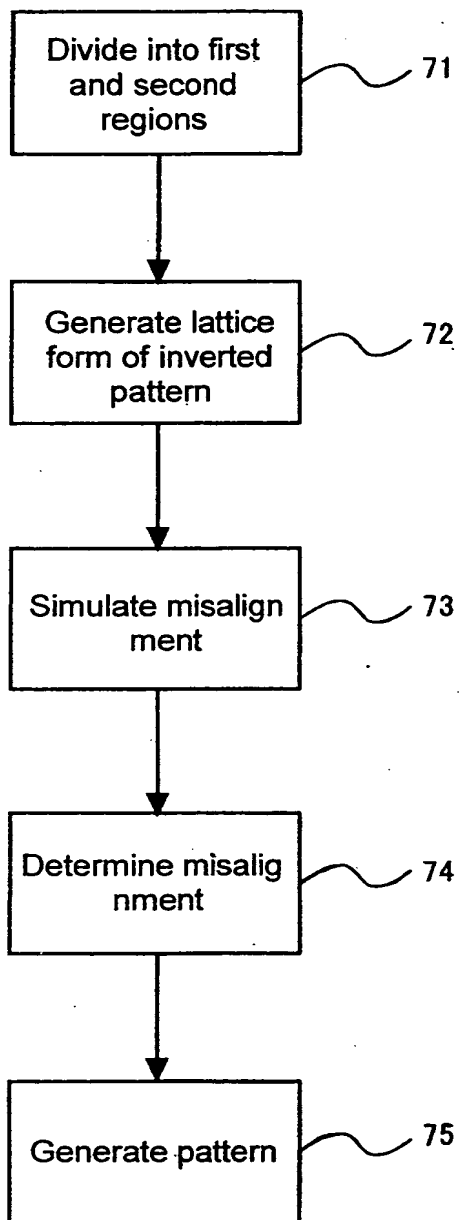 Divide into first
and second
regions
71
Generate lattice
form of inverted
pattern
72
Simulate misalign
ment
73
Determine misalig
nment
74
Generate pattern
75